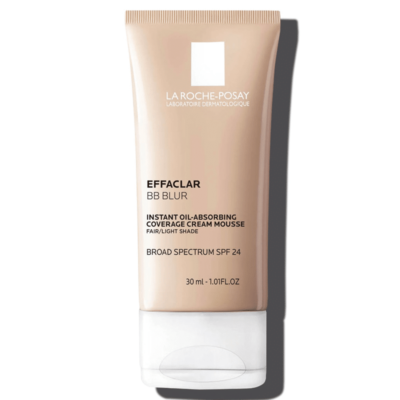 LA ROCHE-POSAY
LABORATOIRE DERMATOLOGIQUE
EFFACLAR
BB BLUR
INSTANT OIL-ABSORBING
COVERAGE CREAM MOUSSE
FAIR/LIGHT SHADE
BROAD SPECTRUM SPF 24
30 ml - 1.01FL.OZ